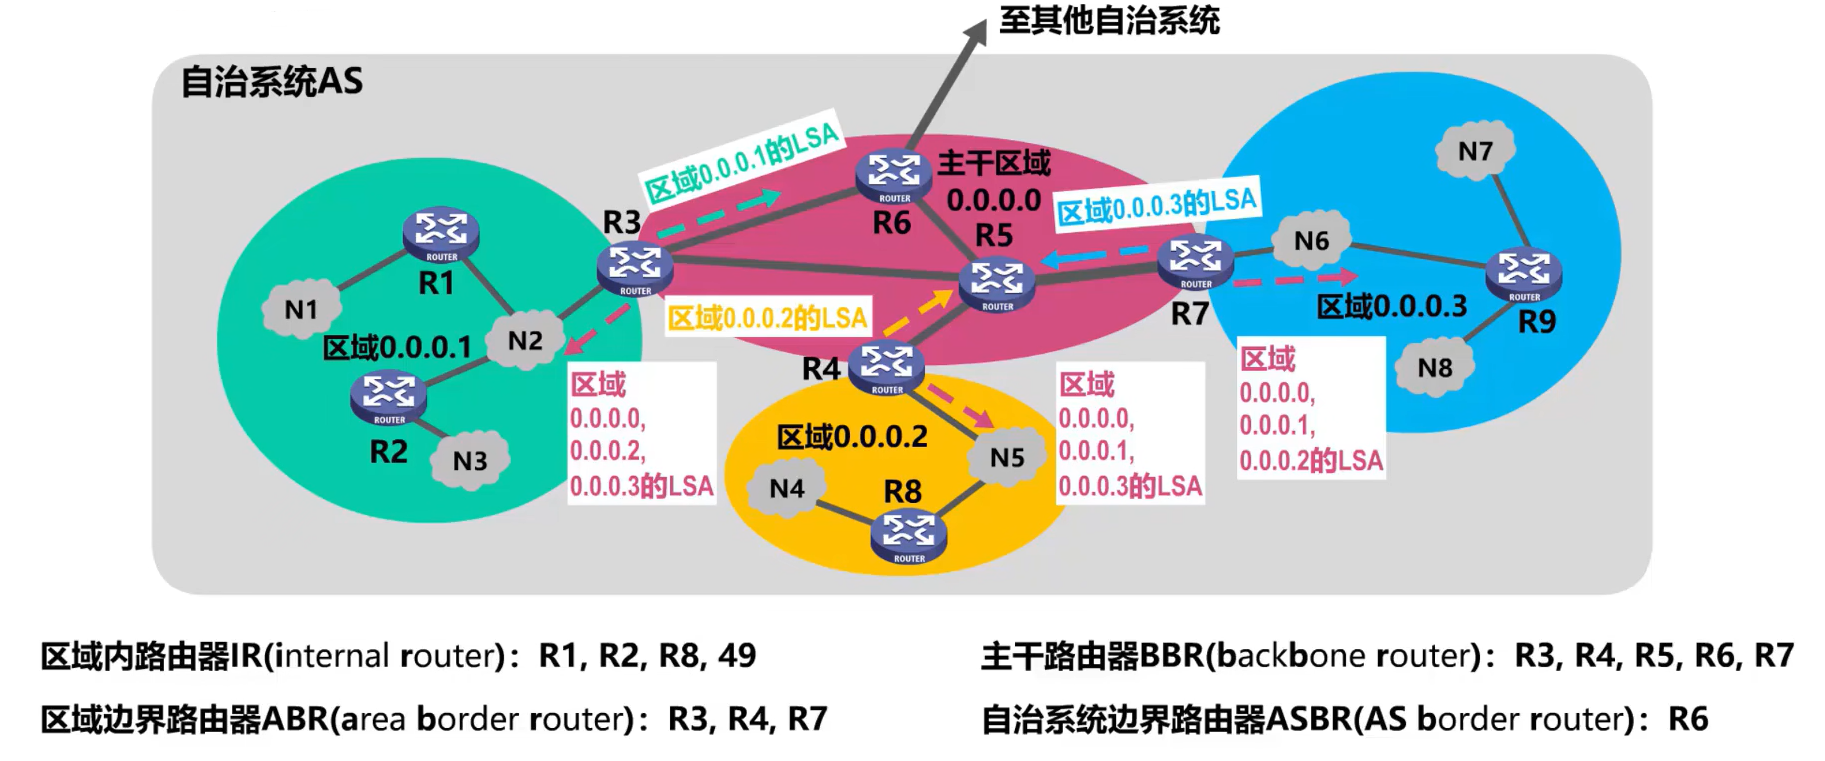 至其他自治系统
自治系统AS
区域0.0.0.1的LSA
主干区域
0.0.0.0
区域0.0.0.3的LSA
N7
R3
R6
R5
N6
ROUTER
ROUTER
ROUTER
ROUTER
ROUTER
ROUTER
R1
N1
R7
区域0.0.0.3
R9
区域0.0.0.2的LSA
N2
区域0.0.0.1
R4
ROUTER
N8
ROUTER
R2
N3
区域
0.0.0.0,
0.0.0.2,
0.0.0.3的LSA
区域0.0.0.2
N5
N4
R8
ROUTER
区域
0.0.0.0,
0.0.0.1,
0.0.0.3的LSA
区域
0.0.0.0,
0.0.0.1,
0.0.0.2的LSA
区域内路由器IR(internal router)：R1, R2, R8, 49
主干路由器BBR(backbone router)：R3, R4, R5, R6, R7
区域边界路由器ABR(area border router)：R3, R4, R7
自治系统边界路由器ASBR(AS border router)：R6